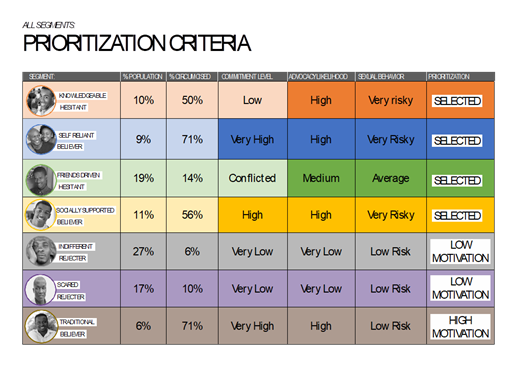 ALL SEGMENTS
PRIORITIZATION CRITERIA
SEGMENT: % POPULATION % CIRCUMCISED COMMITMENT LEVEL ADVOCACY LIKELIHOOD SEXUAL BEHAVIOR PRIORITIZATION
KNOWLEDGEABLE
HESITANT
10% 50% Low High Very risky SELECTED
SELF RELIANT
BELIEVER
9% 71% Very High High Very Risky SELECTED
FRIENDS DRIVEN
HESITANT
19% 14% Conflicted Medium Average SELECTED
SOCIALLY SUPPORTED
BELIEVER
11% 56% High High Very Risky SELECTED
INDIFFERENT
REJECTER
27% 6% Very Low Very Low Low Risk LOW
MOTIVATION
SCARED
REJECTER
17% 10% Very Low Very Low Low Risk LOW
MOTIVATION
TRADITIONAL
BELIEVER
6% 71% Very High High Low Risk HIGH
MOTIVATION